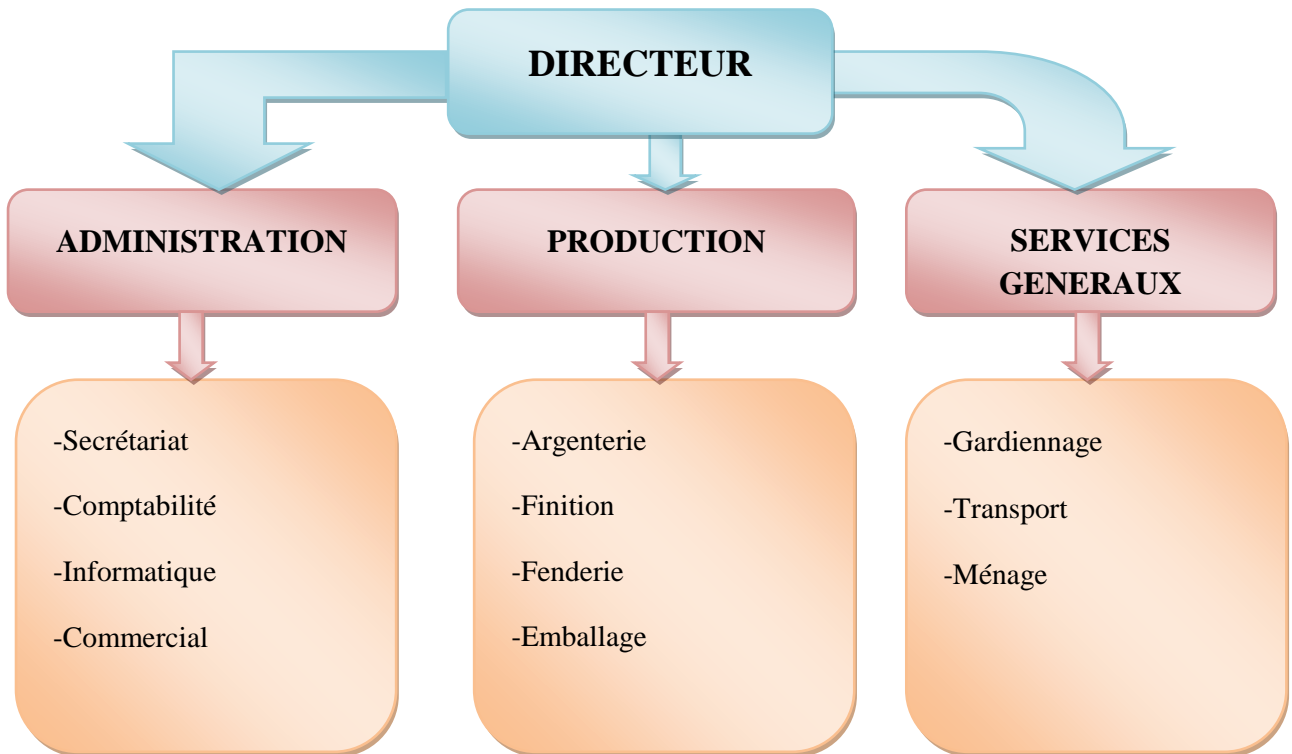 DIRECTEUR
ADMINISTRATION
PRODUCTION
SERVICES
GENERAUX
-Secrétariat
-Comptabilité
-Informatique
-Commercial
-Argenterie
-Finition
-Fenderie
-Emballage
-Gardiennage
-Transport
-Ménage